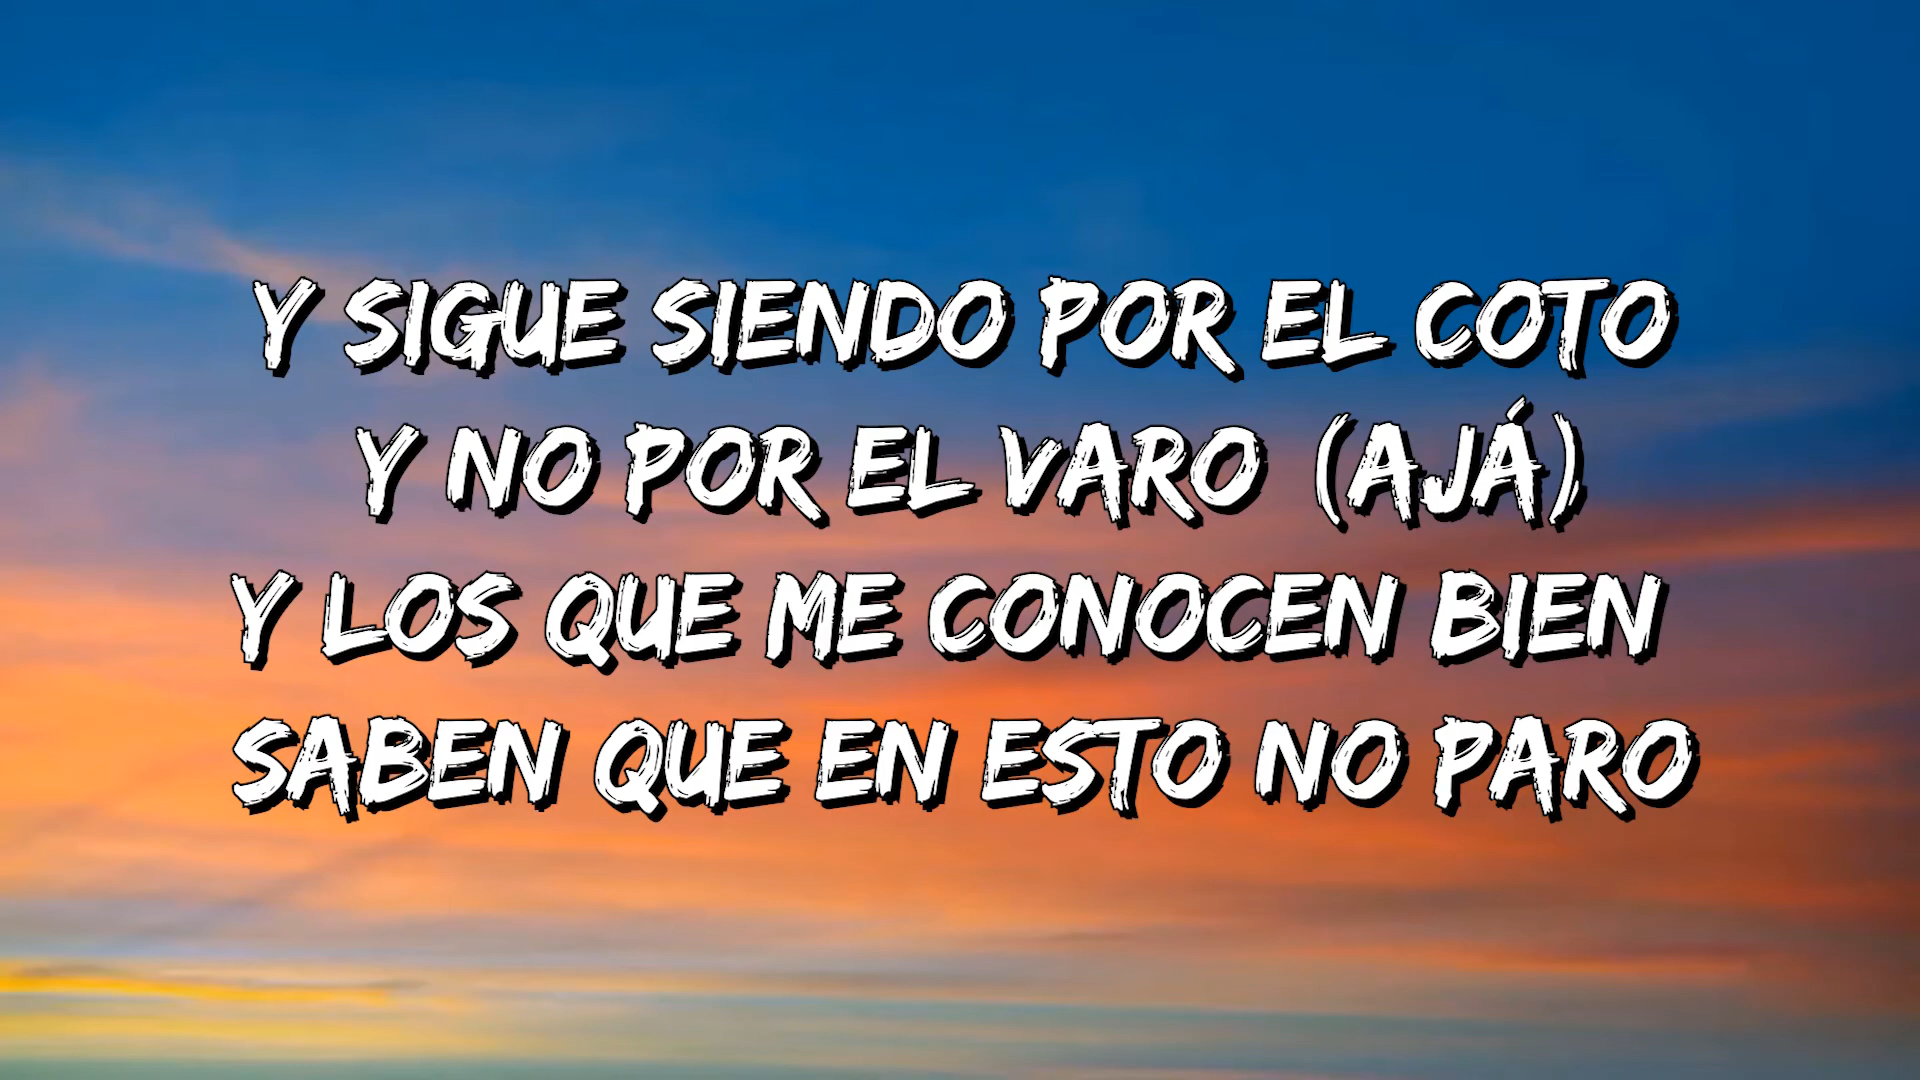 Y SIGUE SIENDO POR EL COTO
Y NO POR EL VARO (AJÁ)
Y LOS QUE ME CONOCEN BIEN
SABEN QUE EN ESTO NO PARO